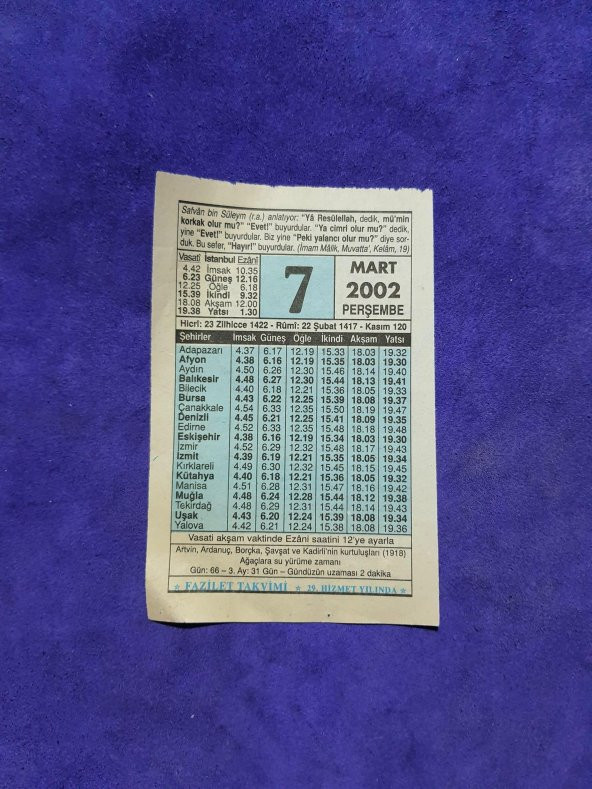 Safvân bin Süleym (r.a.) anlatıyor: "Yâ Resûlellah, dedik, mü'min
korkak olur mu?" "Evet!" buyurdular. "Ya cimri olur mu?" dedik,
yine "Evet!" buyurdular. Biz yine "Peki yalancı olur mu?" diye sor-
duk. Bu sefer, "Hayır!" buyurdular. (İmam Mâlik, Muvatta', Kelâm, 19)
Vasati İstanbul Ezânî
4.42 İmsak 10.35
6.23 Güneş 12.16
12.25 Öğle 6.18
15.39 İkindi 9.32
18.08 Akşam 12.00
19.38 Yatsı 1.30
7
MART
2002
PERŞEMBE
Hicrî: 23 Zilhicce 1422 - Rûmî: 22 Şubat 1417 - Kasım 120
Şehirler İmsak Güneş Öğle İkindi Akşam Yatsı
Adapazarı 4.37 6.17 12.19 15.33 18.03 19.32
Afyon 4.38 6.16 12.19 15.35 18.03 19.30
Aydın 4.50 6.26 12.30 15.46 18.14 19.40
Balıkesir 4.48 6.27 12.30 15.44 18.13 19.41
Bilecik 4.40 6.18 12.21 15.36 18.05 19.33
Bursa 4.43 6.22 12.25 15.39 18.08 19.37
Çanakkale 4.54 6.33 12.35 15.50 18.19 19.47
Denizli 4.45 6.21 12.25 15.41 18.09 19.35
Edirne 4.52 6.33 12.35 15.48 18.18 19.48
Eskişehir 4.38 6.16 12.19 15.34 18.03 19.30
İzmir 4.52 6.29 12.32 15.48 18.17 19.43
İzmit 4.39 6.19 12.21 15.35 18.05 19.34
Kırklareli 4.49 6.30 12.32 15.45 18.15 19.45
Kütahya 4.40 6.18 12.21 15.36 18.05 19.32
Manisa 4.51 6.28 12.31 15.47 18.16 19.42
Muğla 4.48 6.24 12.28 15.44 18.12 19.38
Tekirdağ 4.48 6.29 12.31 15.44 18.14 19.43
Uşak 4.43 6.20 12.24 15.39 18.08 19.34
Yalova 4.42 6.21 12.24 15.38 18.08 19.36
Vasati akşam vaktinde Ezâni saatini 12'ye ayarla
Artvin, Ardanuç, Borçka, Şavşat ve Kadirli'nin kurtuluşları (1918)
Ağaçlara su yürüme zamanı
Gün: 66 – 3. Ay: 31 Gün – Gündüzün uzaması 2 dakika
★ FAZİLET TAKVİMİ ★ 29. HİZMET YILINDA ★